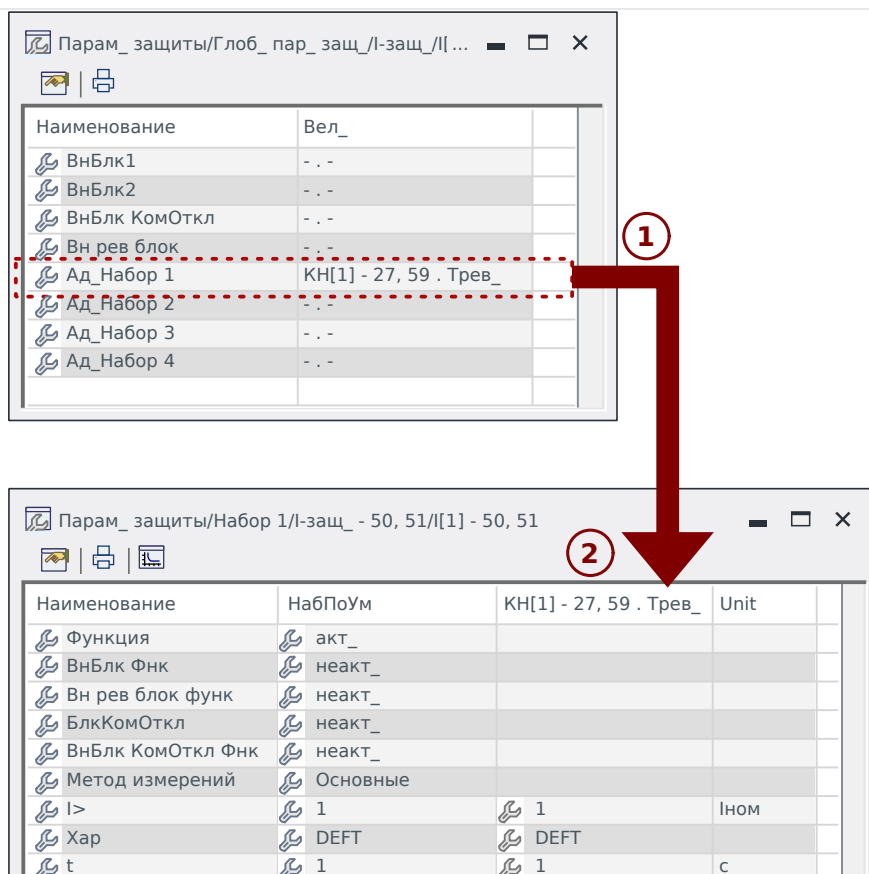 Парам_ защиты/Глоб_ пар_ защ_/I-защ_/I[ ...
Наименование Вел_
ВнБлк1 - . -
ВнБлк2 - . -
ВнБлк КомОткл - . -
Вн рев блок - . -
Ад_Набор 1 КН[1] - 27, 59 . Трев_
Ад_Набор 2 - . -
Ад_Набор 3 - . -
Ад_Набор 4 - . -
1
Парам_ защиты/Набор 1/I-защ_ - 50, 51/I[1] - 50, 51
2
Наименование НабПоУм КН[1] - 27, 59 . Трев_ Unit
Функция акт_
ВнБлк Фнк неакт_
Вн рев блок функ неакт_
БлкКомОткл неакт_
ВнБлк КомОткл Фнк неакт_
Метод измерений Основные
I> 1 1 Iном
Хар DEFT DEFT
t 1 1 с